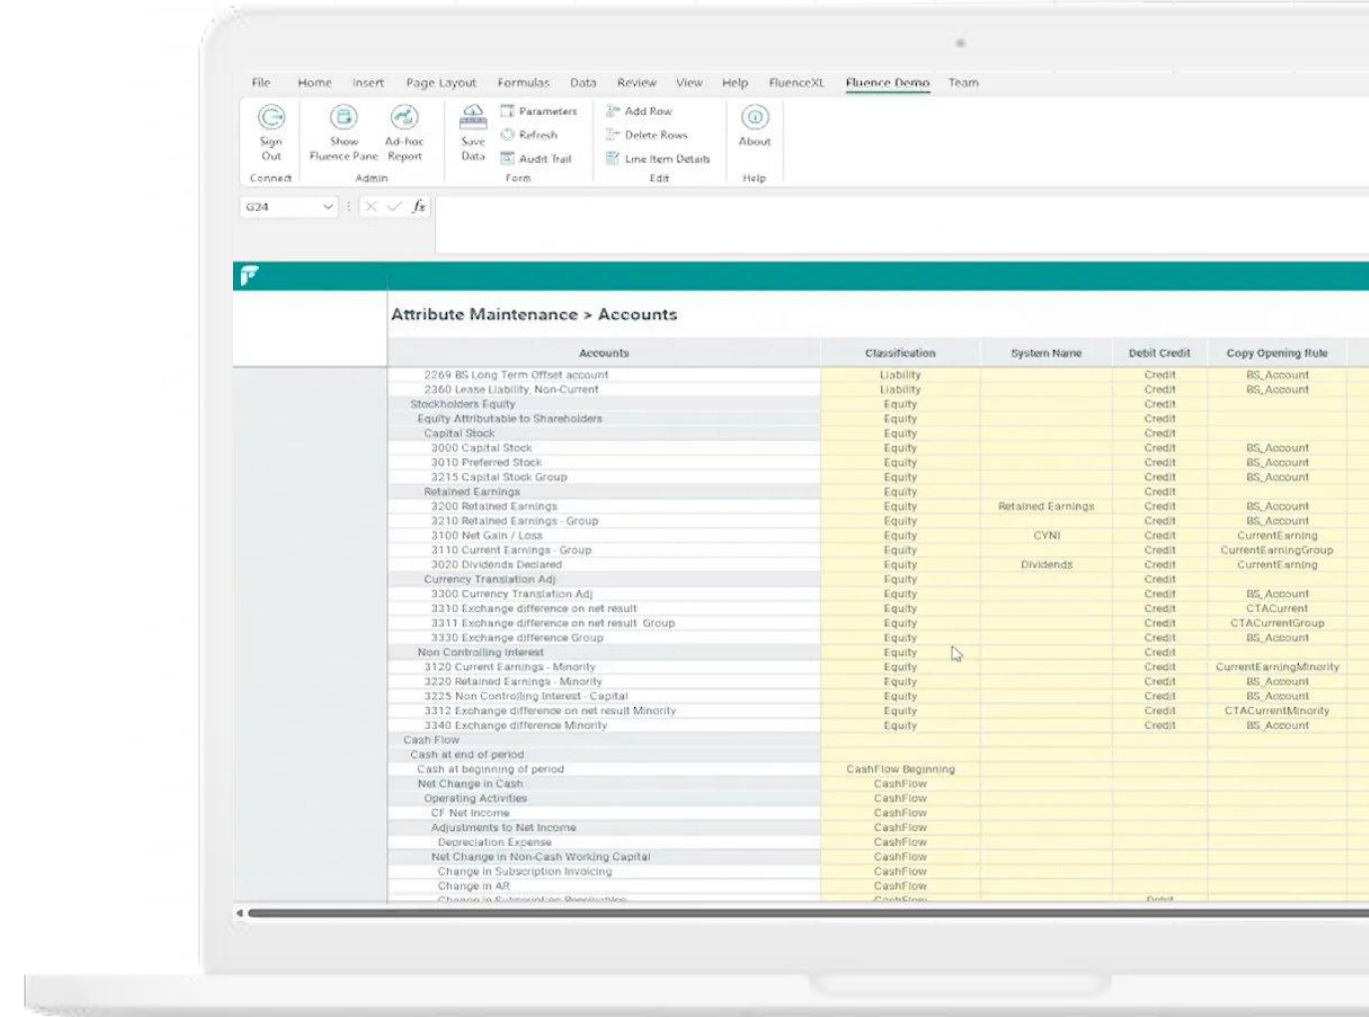 File Home Insert Page Layout Formulas Data Review View Help FluenceXL Fluence Demo Team
Sign Out
Show Fluence Pane
Ad-hoc Report
Save Data
Parameters
Refresh
Audit Trail
Add Row
Delete Rows
Line Item Details
About
Connect Admin Form Edit Help
G24 fx
Attribute Maintenance > Accounts
Accounts Classification System Name Debit Credit Copy Opening Rule
2269 BS Long Term Offset account Liability Credit BS_Account
2360 Lease Liability, Non-Current Liability Credit BS_Account
Stockholders Equity Equity Credit
Equity Attributable to Shareholders Equity Credit
Capital Stock Equity Credit
3000 Capital Stock Equity Credit BS_Account
3010 Preferred Stock Equity Credit BS_Account
3215 Capital Stock Group Equity Credit BS_Account
Retained Earnings Equity Credit
3200 Retained Earnings Equity Retained Earnings Credit BS_Account
3210 Retained Earnings - Group Equity Credit BS_Account
3100 Net Gain / Loss Equity CYNI Credit CurrentEarning
3110 Current Earnings - Group Equity Credit CurrentEarningGroup
3020 Dividends Declared Equity Dividends Credit CurrentEarning
Currency Translation Adj Equity Credit
3300 Currency Translation Adj Equity Credit BS_Account
3310 Exchange difference on net result Equity Credit CTACurrent
3311 Exchange difference on net result Group Equity Credit CTACurrentGroup
3330 Exchange difference Group Equity Credit BS_Account
Non Controlling Interest Equity Credit
3120 Current Earnings - Minority Equity Credit CurrentEarningMinority
3220 Retained Earnings - Minority Equity Credit BS_Account
3225 Non Controlling Interest - Capital Equity Credit BS_Account
3312 Exchange difference on net result Minority Equity Credit CTACurrentMinority
3340 Exchange difference Minority Equity Credit BS_Account
Cash Flow
Cash at end of period
Cash at beginning of period CashFlow Beginning
Net Change in Cash CashFlow
Operating Activities CashFlow
CF Net Income CashFlow
Adjustments to Net Income CashFlow
Depreciation Expense CashFlow
Net Change in Non-Cash Working Capital CashFlow
Change in Subscription Invoicing CashFlow
Change in AR CashFlow
Change in Subscription Receivables CashFlow Debit